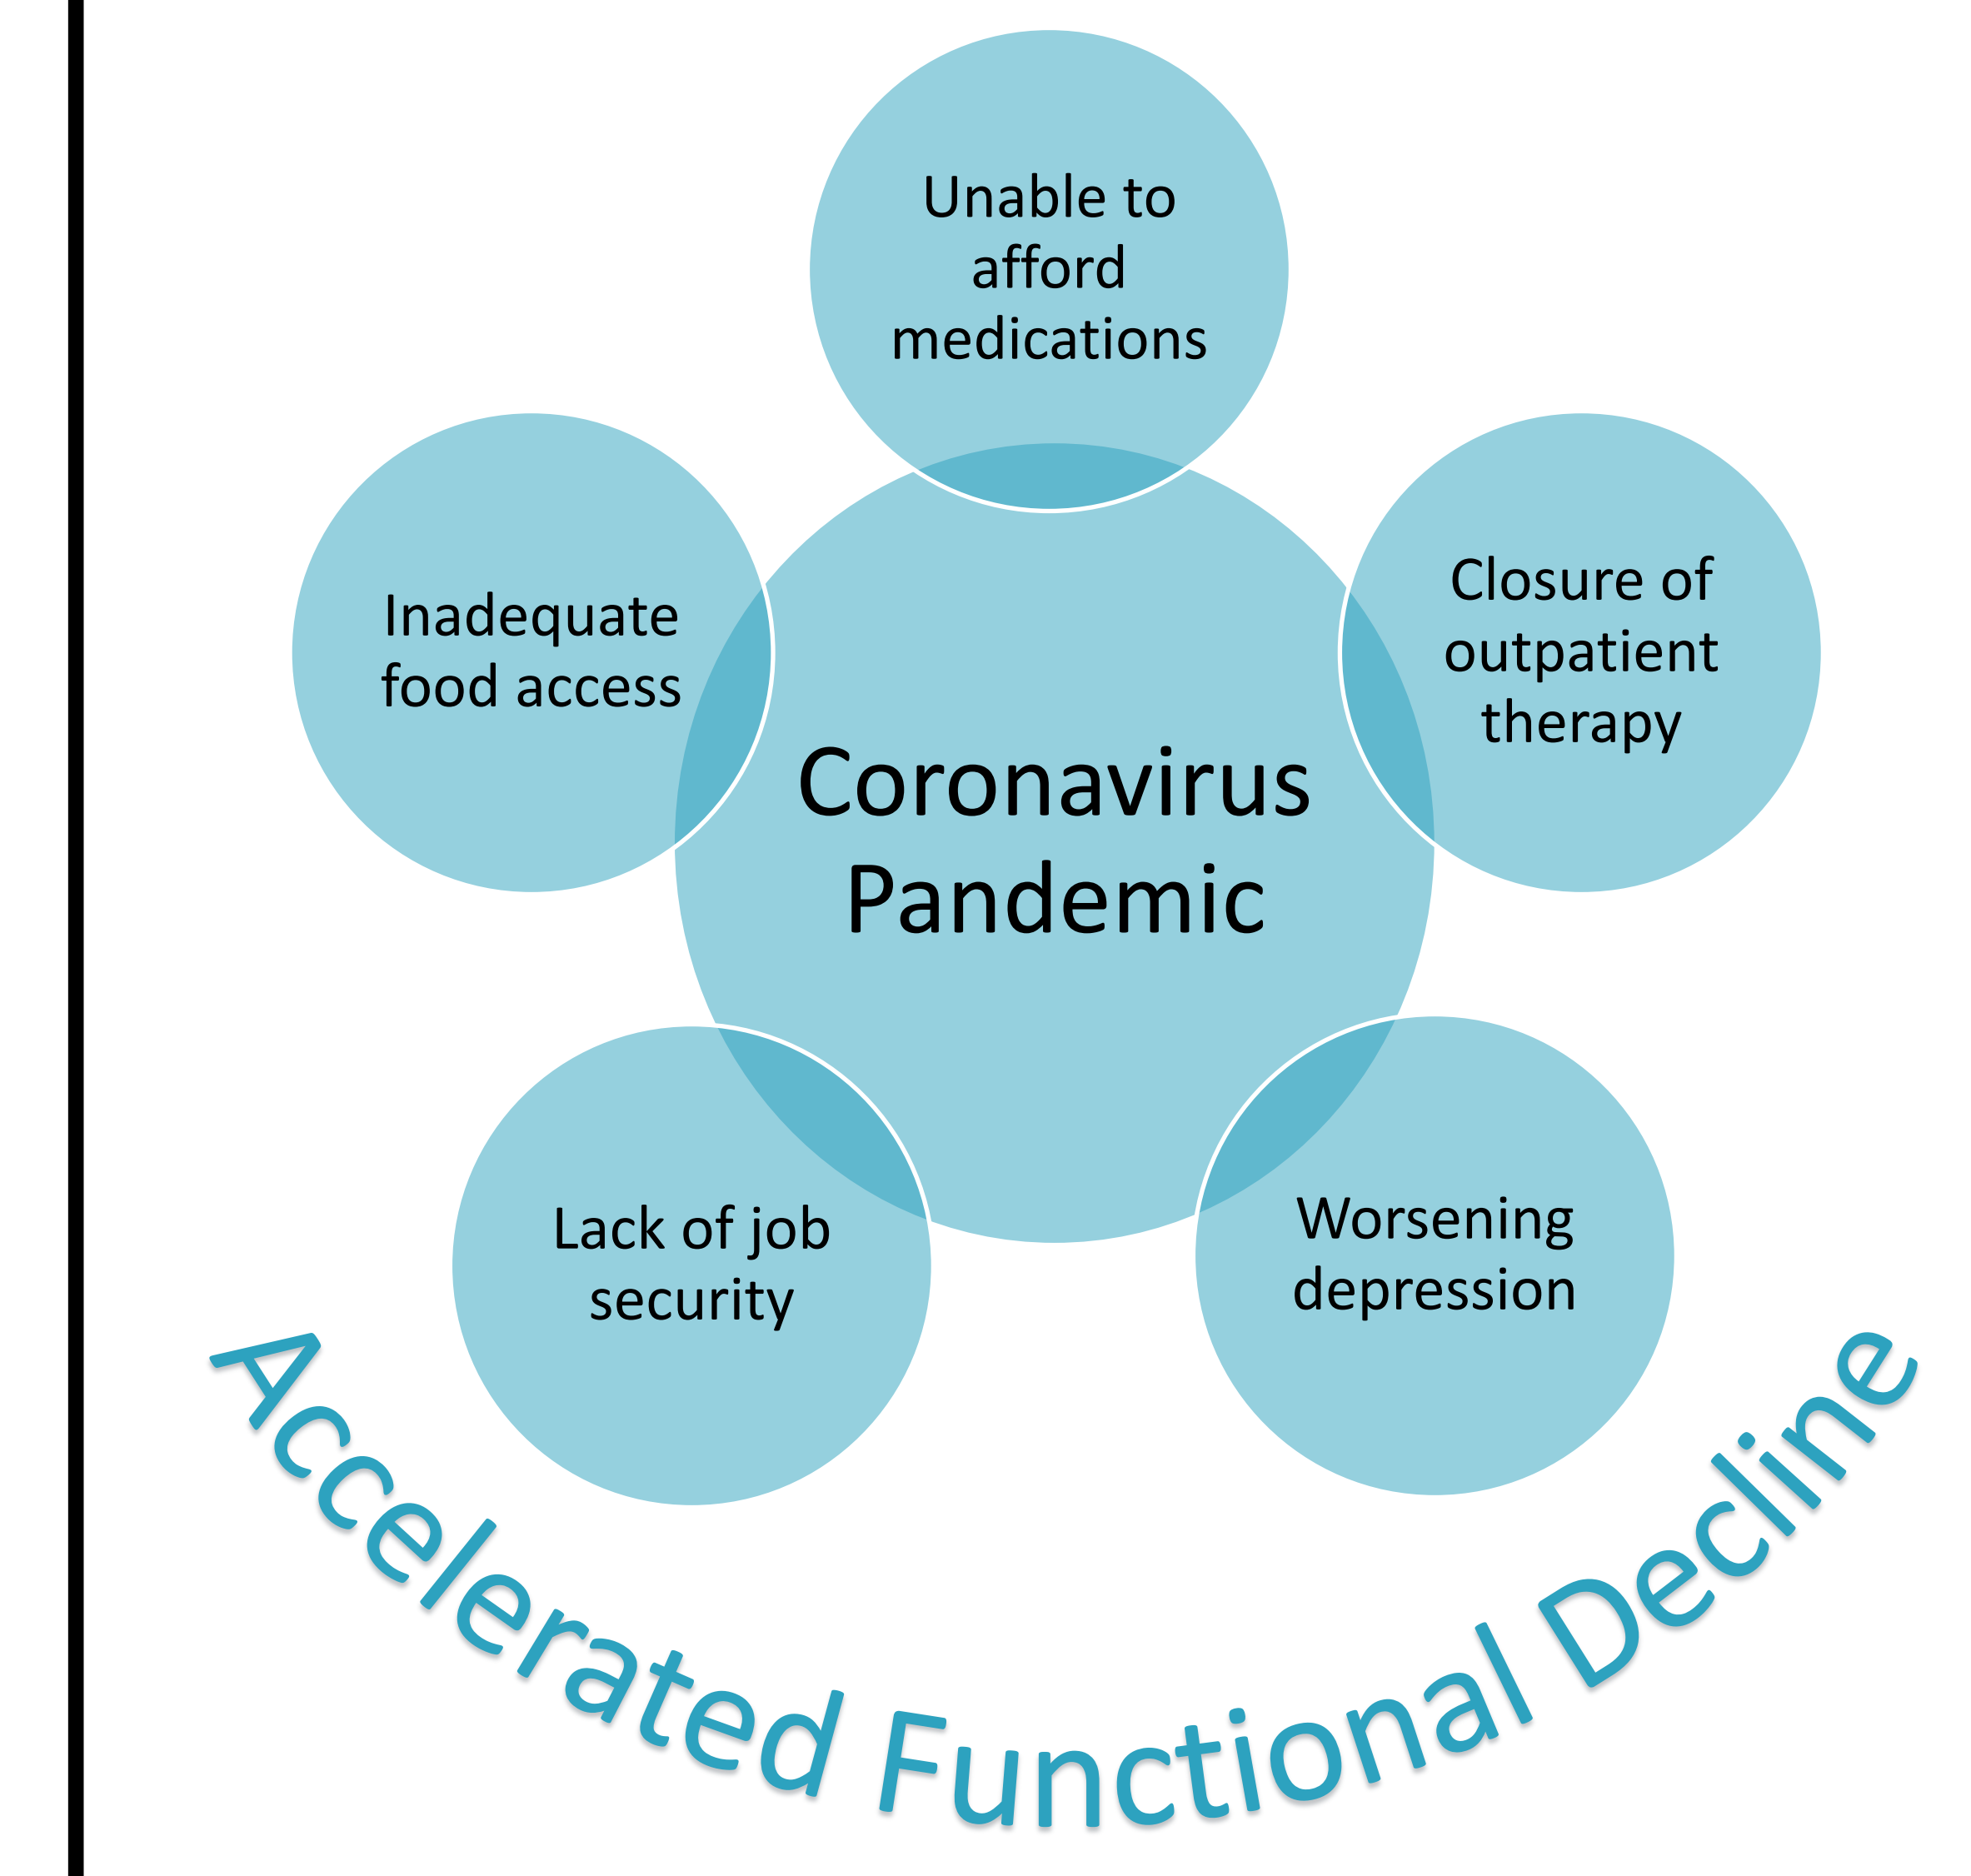 Unable to
afford
medications
Inadequate
food access
Closure of
outpatient
therapy
Coronavirus
Pandemic
Lack of job
security
Worsening
depression
Accelerated Functional Decline